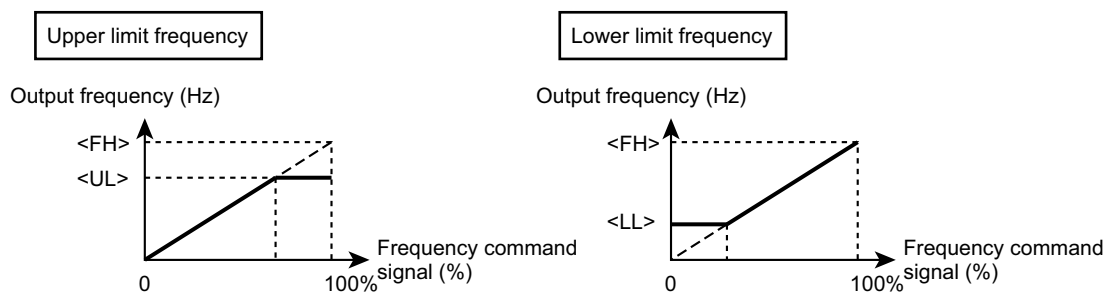 Upper limit frequency
Output frequency (Hz)
<FH>
<UL>
0
100%
Frequency command
signal (%)
Lower limit frequency
Output frequency (Hz)
<FH>
<LL>
0
100%
Frequency command
signal (%)